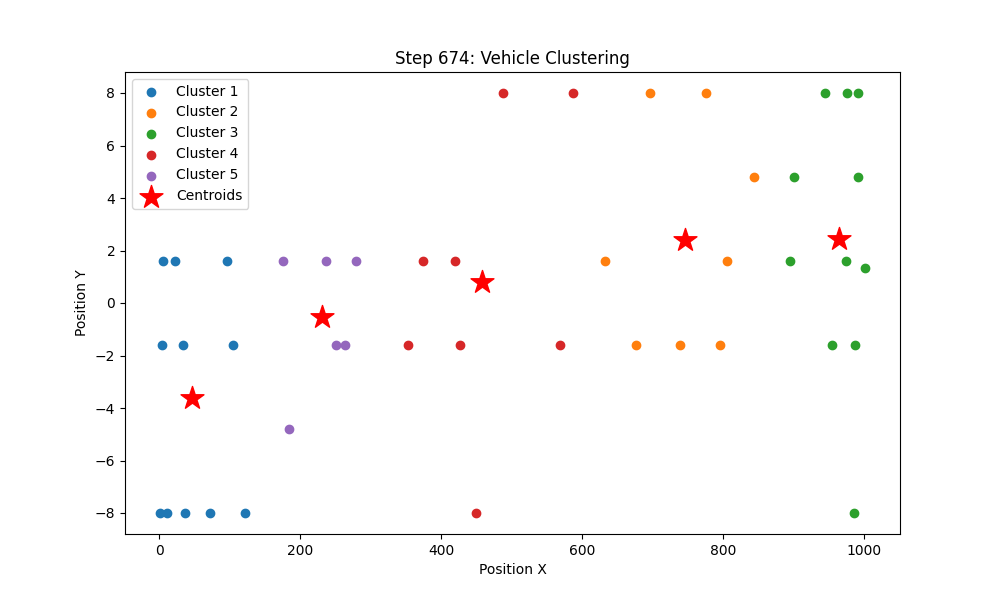 Step 674: Vehicle Clustering
Cluster 1
Cluster 2
Cluster 3
Cluster 4
Cluster 5
Centroids
8
6
4
2
0
−2
−4
−6
−8
Position Y
0
200
400
600
800
1000
Position X